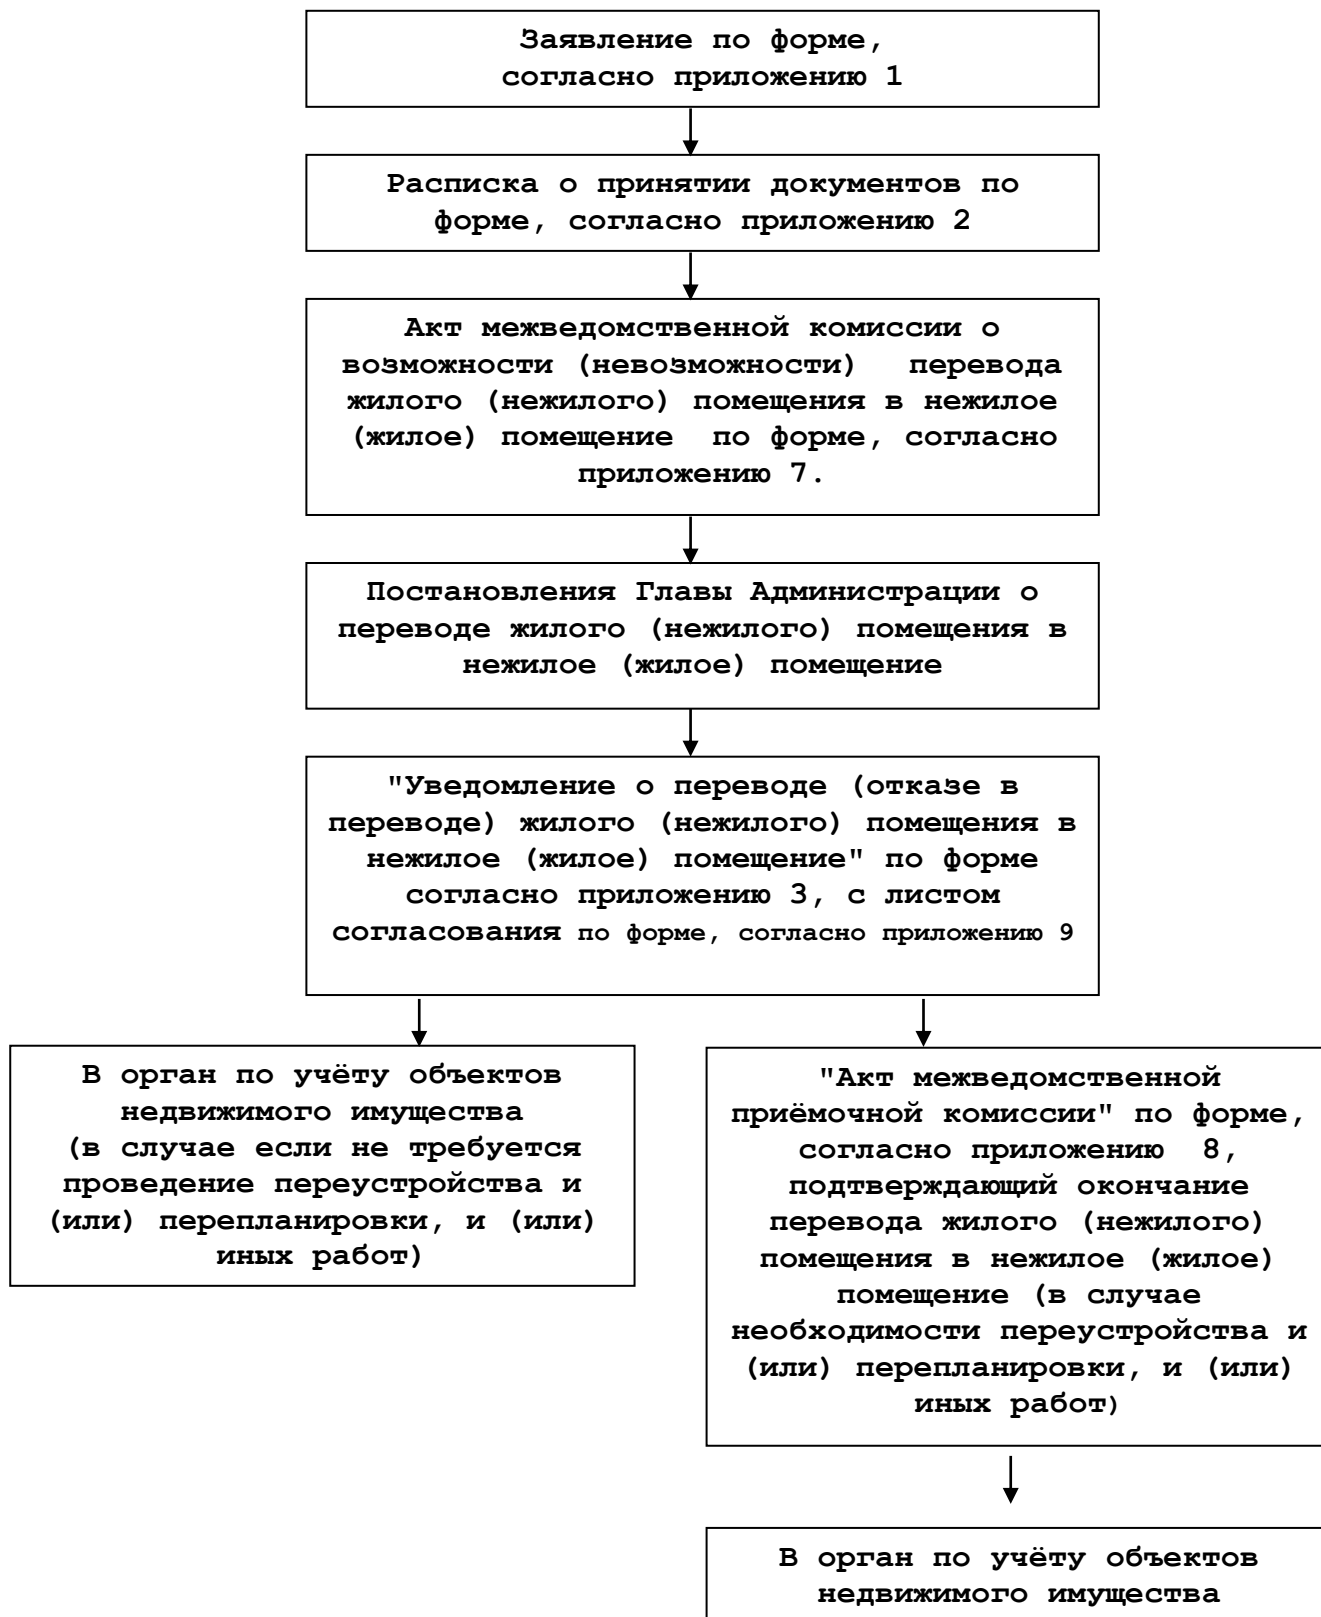 Заявление по форме,
согласно приложению 1
Расписка о принятии документов по
форме, согласно приложению 2
Акт межведомственной комиссии о
возможности (невозможности) перевода
жилого (нежилого) помещения в нежилое
(жилое) помещение по форме, согласно
приложению 7.
Постановления Главы Администрации о
переводе жилого (нежилого) помещения в
нежилое (жилое) помещение
"Уведомление о переводе (отказе в
переводе) жилого (нежилого) помещения в
нежилое (жилое) помещение" по форме
согласно приложению 3, с листом
согласования по форме, согласно приложению 9
В орган по учёту объектов
недвижимого имущества
(в случае если не требуется
проведение переустройства и
(или) перепланировки, и (или)
иных работ)
"Акт межведомственной
приёмочной комиссии" по форме,
согласно приложению 8,
подтверждающий окончание
перевода жилого (нежилого)
помещения в нежилое (жилое)
помещение (в случае
необходимости переустройства и
(или) перепланировки, и (или)
иных работ)
В орган по учёту объектов
недвижимого имущества